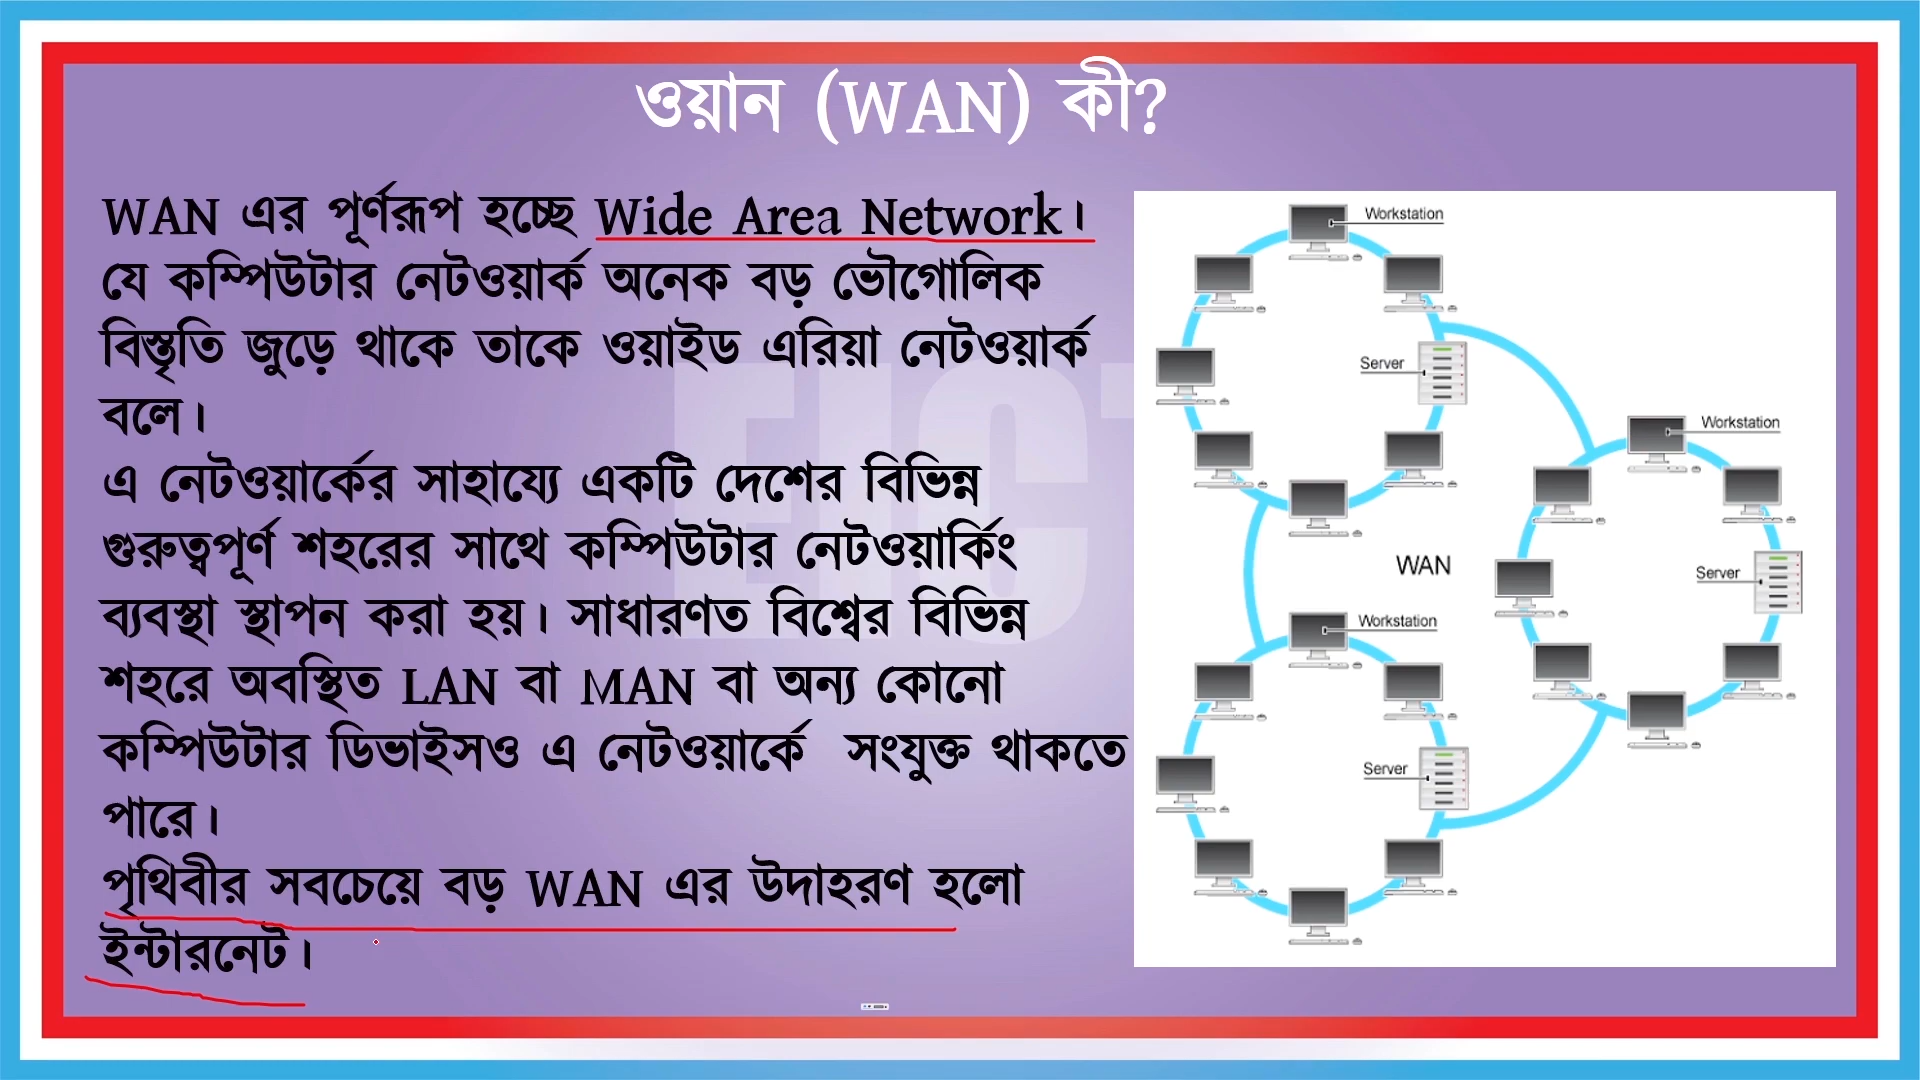 ওয়ান (WAN) কী?
WAN এর পূর্ণরূপ হচ্ছে Wide Area Network।
যে কম্পিউটার নেটওয়ার্ক অনেক বড় ভৌগোলিক
বিস্তৃতি জুড়ে থাকে তাকে ওয়াইড এরিয়া নেটওয়ার্ক
বলে।
এ নেটওয়ার্কের সাহায্যে একটি দেশের বিভিন্ন
গুরুত্বপূর্ণ শহরের সাথে কম্পিউটার নেটওয়ার্কিং
ব্যবস্থা স্থাপন করা হয়। সাধারণত বিশ্বের বিভিন্ন
শহরে অবস্থিত LAN বা MAN বা অন্য কোনো
কম্পিউটার ডিভাইসও এ নেটওয়ার্কে সংযুক্ত থাকতে
পারে।
পৃথিবীর সবচেয়ে বড় WAN এর উদাহরণ হলো
ইন্টারনেট।
Workstation
Server
Workstation
WAN
Server
Workstation
Server
EICT